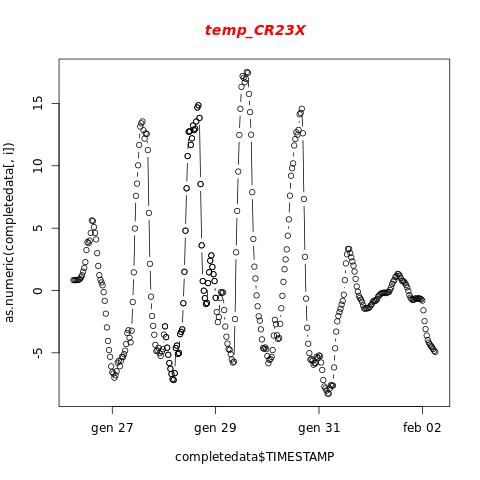 temp_CR23X
as.numeric(completedata[, i])
15
10
5
0
-5
gen 27
gen 29
gen 31
feb 02
completedata$TIMESTAMP